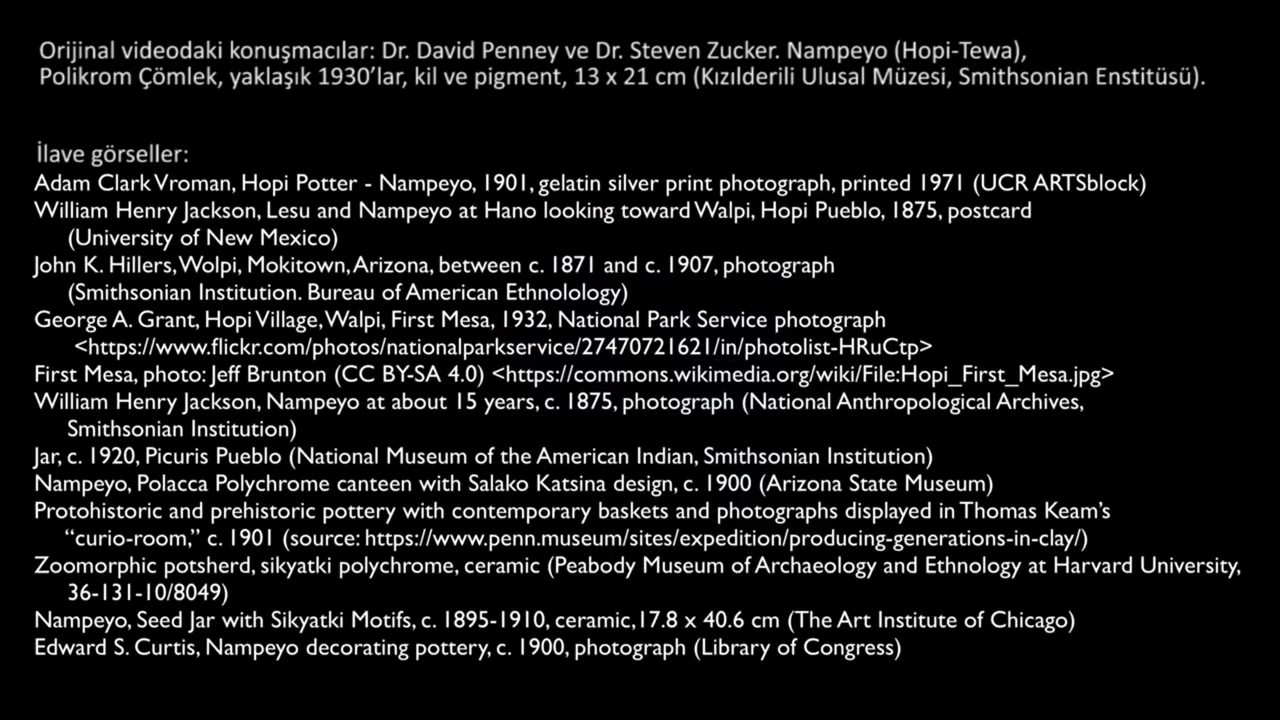 Orijinal videodaki konuşmacılar: Dr. David Penney ve Dr. Steven Zucker. Nampeyo (Hopi-Tewa),
Polikrom Çömlek, yaklaşık 1930’lar, kil ve pigment, 13 x 21 cm (Kızılderili Ulusal Müzesi, Smithsonian Enstitüsü).
İlave görseller:
Adam Clark Vroman, Hopi Potter - Nampeyo, 1901, gelatin silver print photograph, printed 1971 (UCR ARTSblock)
William Henry Jackson, Lesu and Nampeyo at Hano looking toward Walpi, Hopi Pueblo, 1875, postcard
(University of New Mexico)
John K. Hillers, Wolpi, Mokitown, Arizona, between c. 1871 and c. 1907, photograph
(Smithsonian Institution. Bureau of American Ethnolology)
George A. Grant, Hopi Village, Walpi, First Mesa, 1932, National Park Service photograph
<https://www.flickr.com/photos/nationalparkservice/27470721621/in/photolist-HRuCtp>
First Mesa, photo: Jeff Brunton (CC BY-SA 4.0) <https://commons.wikimedia.org/wiki/File:Hopi_First_Mesa.jpg>
William Henry Jackson, Nampeyo at about 15 years, c. 1875, photograph (National Anthropological Archives,
Smithsonian Institution)
Jar, c. 1920, Picuris Pueblo (National Museum of the American Indian, Smithsonian Institution)
Nampeyo, Polacca Polychrome canteen with Salako Katsina design, c. 1900 (Arizona State Museum)
Protohistoric and prehistoric pottery with contemporary baskets and photographs displayed in Thomas Keam’s
“curio-room,” c. 1901 (source: https://www.penn.museum/sites/expedition/producing-generations-in-clay/)
Zoomorphic potsherd, sikyatki polychrome, ceramic (Peabody Museum of Archaeology and Ethnology at Harvard University,
36-131-10/8049)
Nampeyo, Seed Jar with Sikyatki Motifs, c. 1895-1910, ceramic,17.8 x 40.6 cm (The Art Institute of Chicago)
Edward S. Curtis, Nampeyo decorating pottery, c. 1900, photograph (Library of Congress)